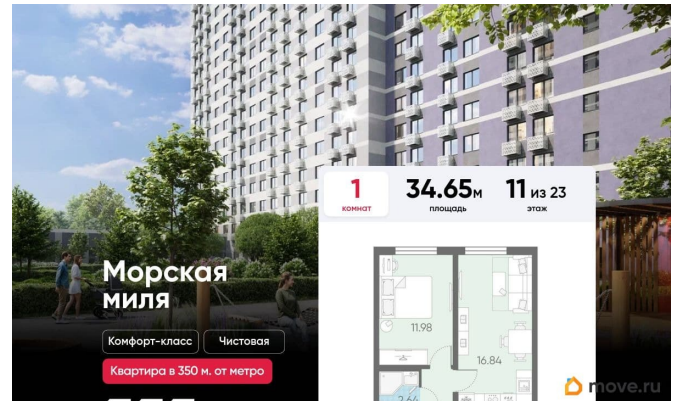 1
комнат
34.65м
площадь
11 из 23
этаж
Морская
миля
Комфорт-класс
Чистовая
Квартира в 350 м. от метро
11.98
16.84
move.ru